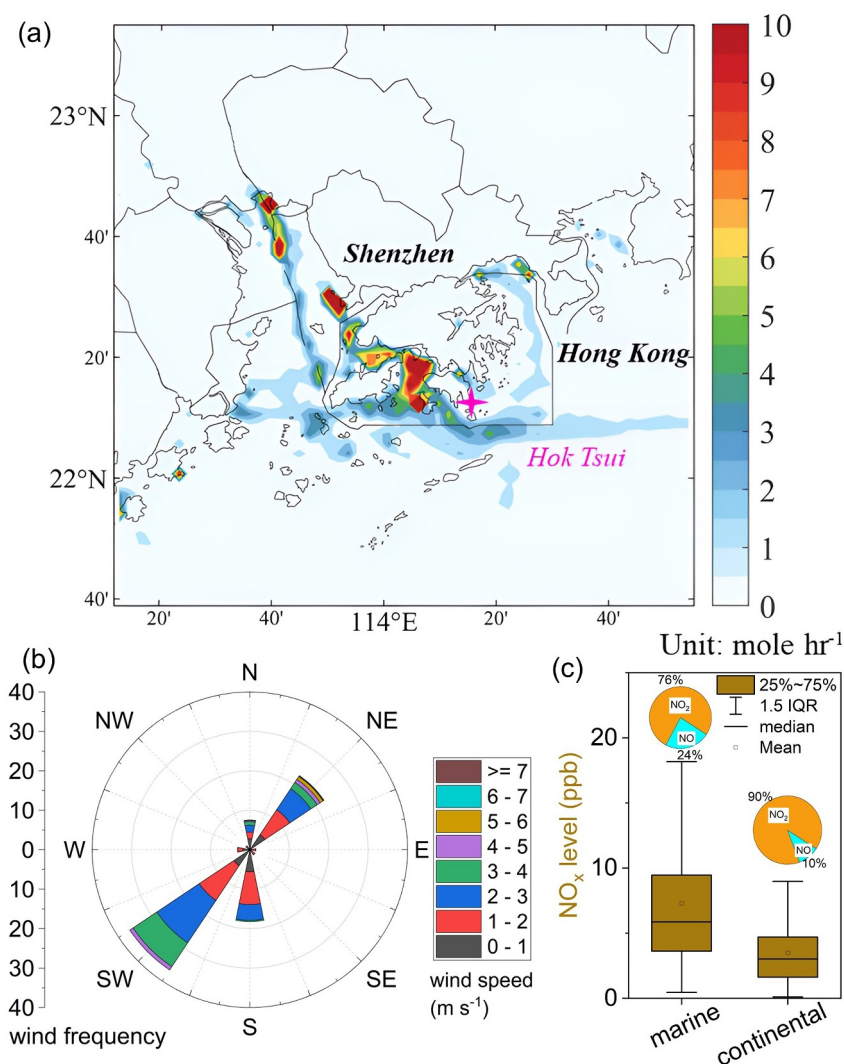 (a)
10
9
8
7
6
5
4
3
2
1
0
23°N
40'
20'
22°N
40'
Shenzhen
Hong Kong
Hok Tsui
20'
40'
114°E
20'
40'
Unit: mole hr-1
(b)
40
30
20
10
0
10
20
30
40
N
NE
E
SE
S
SW
W
NW
wind frequency
>= 7
6 - 7
5 - 6
4 - 5
3 - 4
2 - 3
1 - 2
0 - 1
wind speed
(m s-1)
(c)
76%
NO2
NO
24%
25%~75%
1.5 IQR
median
Mean
90%
NO2
NO
10%
20
10
0
NOx level (ppb)
marine
continental